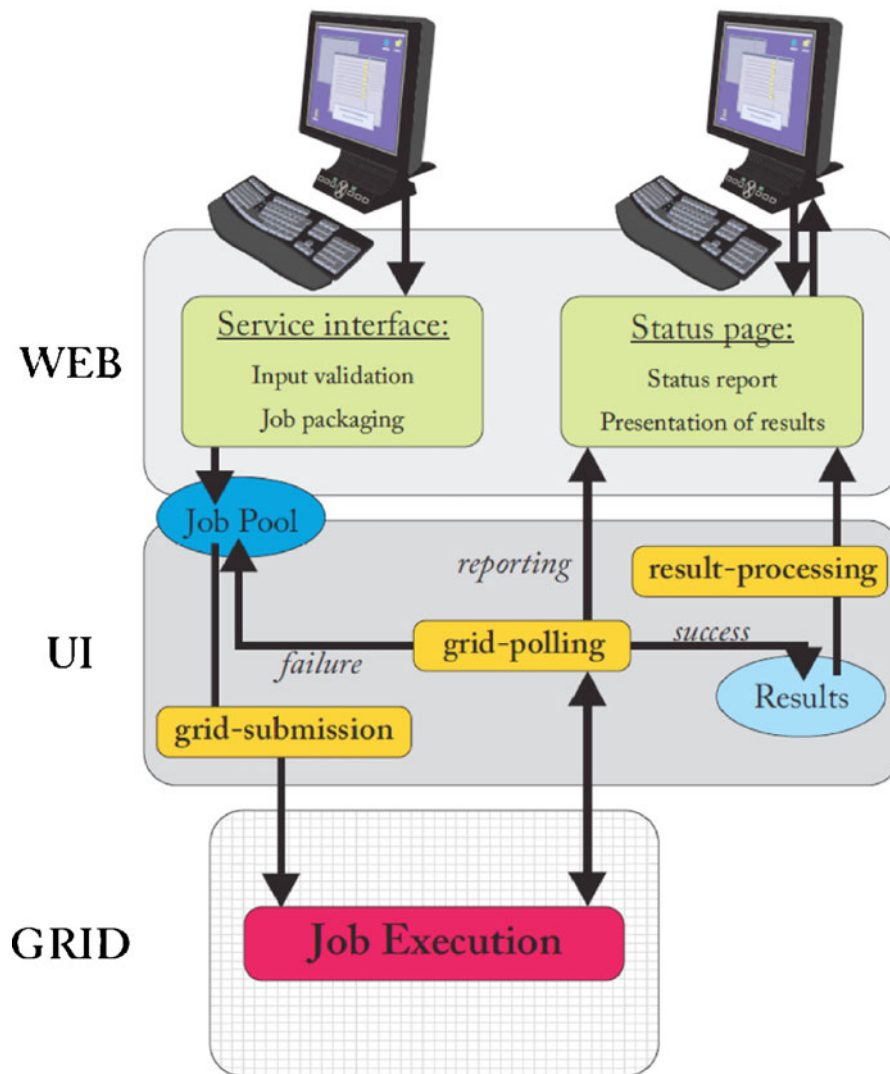 WEB
Service interface:
Input validation
Job packaging
Status page:
Status report
Presentation of results
Job Pool
UI
reporting
result-processing
failure
grid-polling
success
Results
grid-submission
GRID
Job Execution